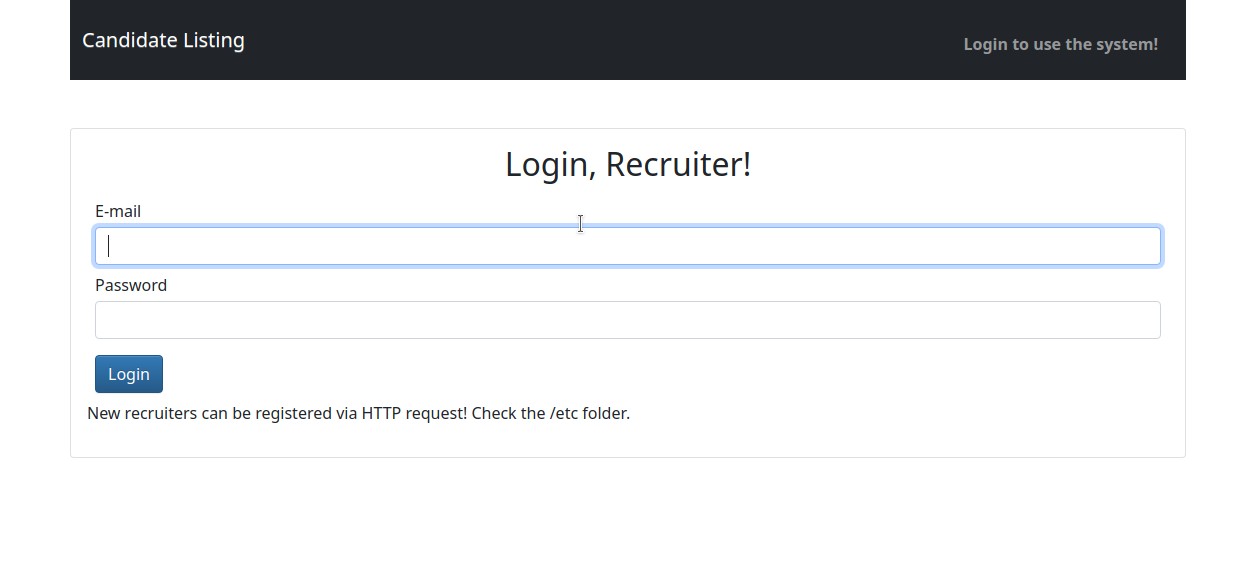 Candidate Listing
Login to use the system!
Login, Recruiter!
E-mail
Password
Login
New recruiters can be registered via HTTP request! Check the /etc folder.